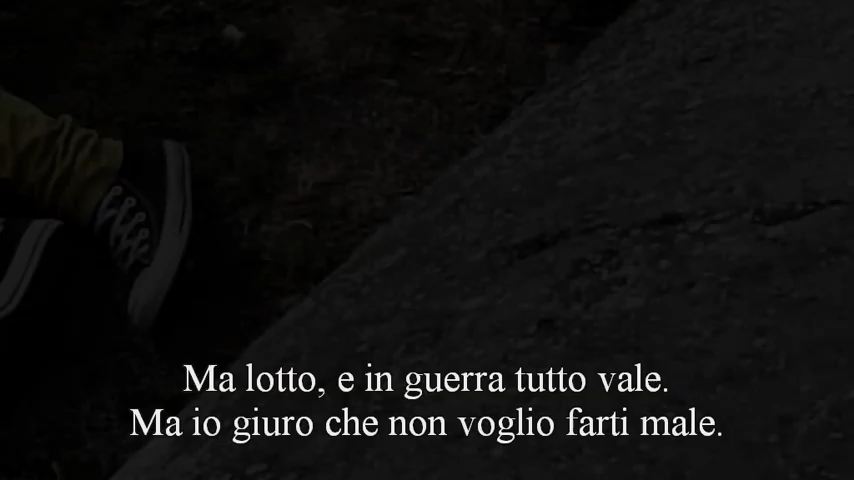 Ma lotto, e in guerra tutto vale.
Ma io giuro che non voglio farti male.